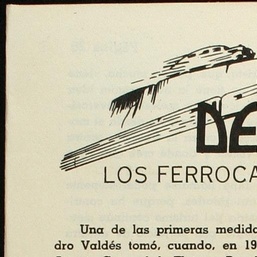 DE
LOS FERROCA
Una de las primeras medida
dro Valdés tomó, cuando, en 19